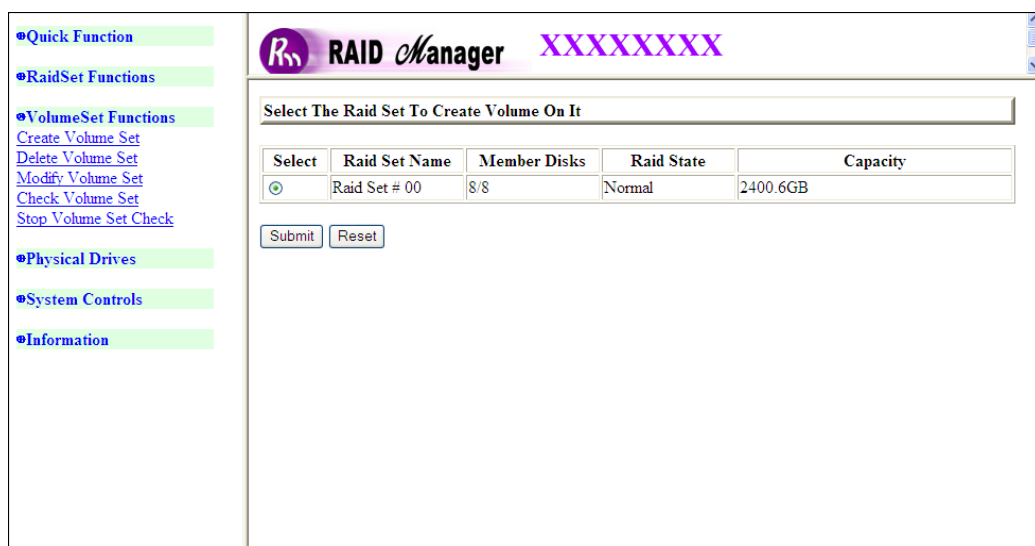 Quick Function
RaidSet Functions
VolumeSet Functions
Create Volume Set
Delete Volume Set
Modify Volume Set
Check Volume Set
Stop Volume Set Check
Physical Drives
System Controls
Information
Rm RAID Manager XXXXXXXX
Select The Raid Set To Create Volume On It
Select Raid Set Name Member Disks Raid State Capacity
Raid Set # 00 8/8 Normal 2400.6GB
Submit Reset